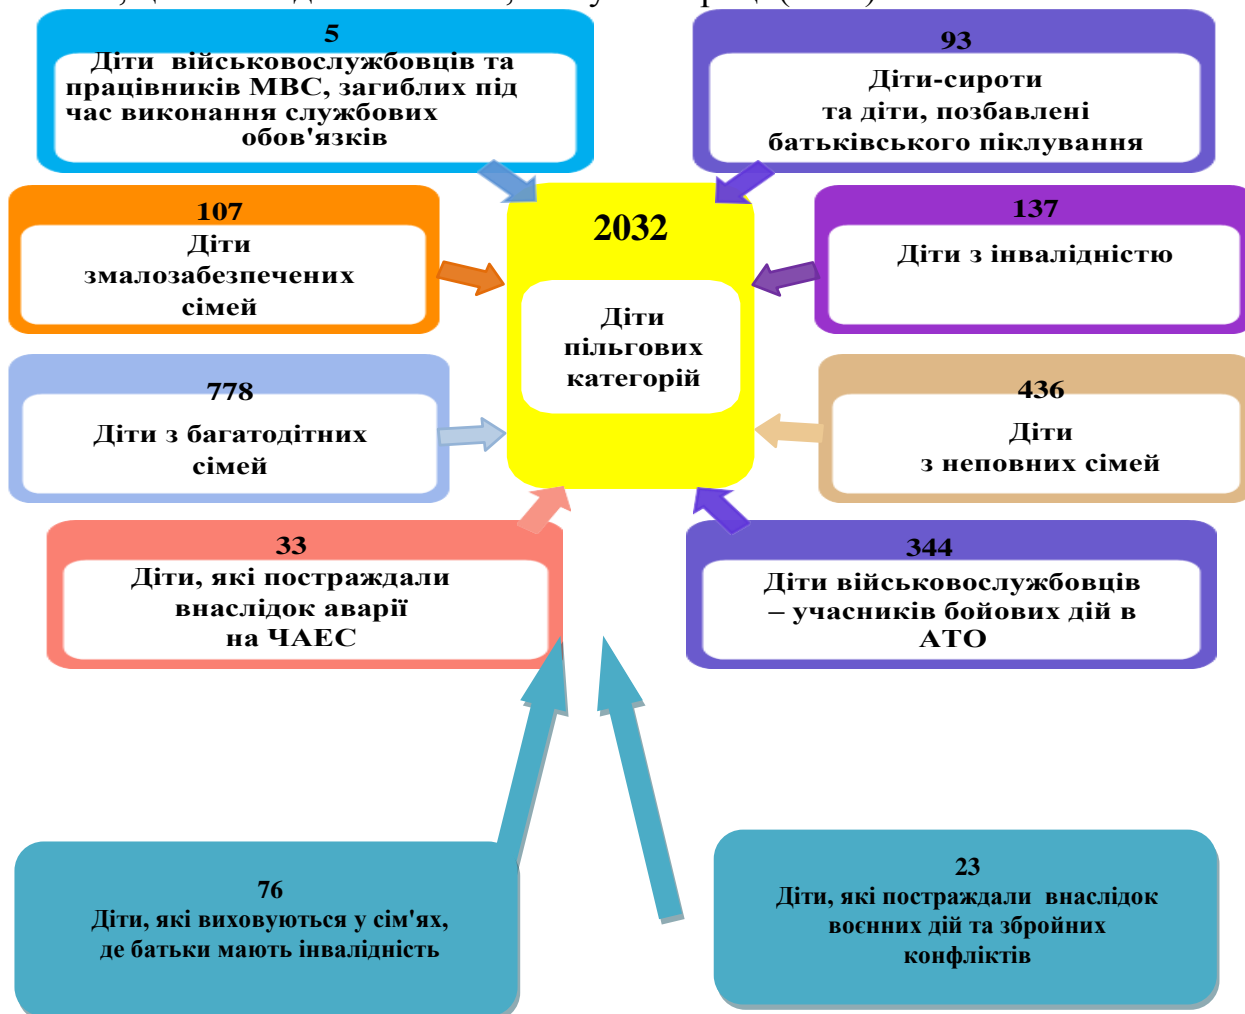 5
Діти військовослужбовців та
працівників МВС, загиблих під
час виконання службових
обов'язків
93
Діти-сироти
та діти, позбавлені
батьківського піклування
107
Діти
змалозабезпечених
сімей
2032
Діти
пільгових
категорій
137
Діти з інвалідністю
778
Діти з багатодітних
сімей
436
Діти
з неповних сімей
33
Діти, які постраждали
внаслідок аварії
на ЧАЕС
344
Діти військовослужбовців
– учасників бойових дій в
АТО
76
Діти, які виховуються у сім'ях,
де батьки мають інвалідність
23
Діти, які постраждали внаслідок
воєнних дій та збройних
конфліктів